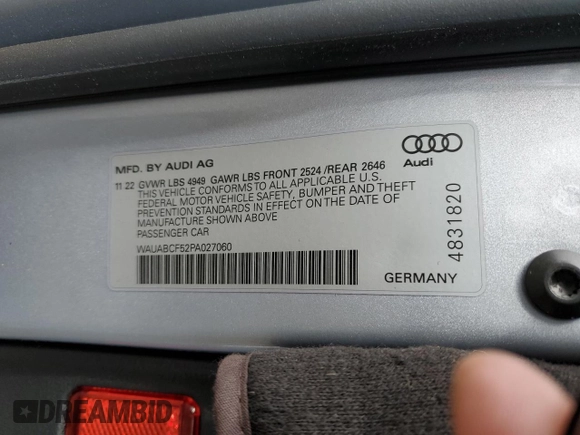 MFD. BY AUDI AG
Audi
11.22 GVWR LBS 4949 GAWR LBS FRONT 2524 /REAR 2646
THIS VEHICLE CONFORMS TO ALL APPLICABLE U.S.
FEDERAL MOTOR VEHICLE SAFETY, BUMPER AND THEFT
PREVENTION STANDARDS IN EFFECT ON THE DATE OF
MANUFACTURE SHOWN ABOVE
PASSENGER CAR
WAUABCF52PA027060
GERMANY
4831820
DREAMBID